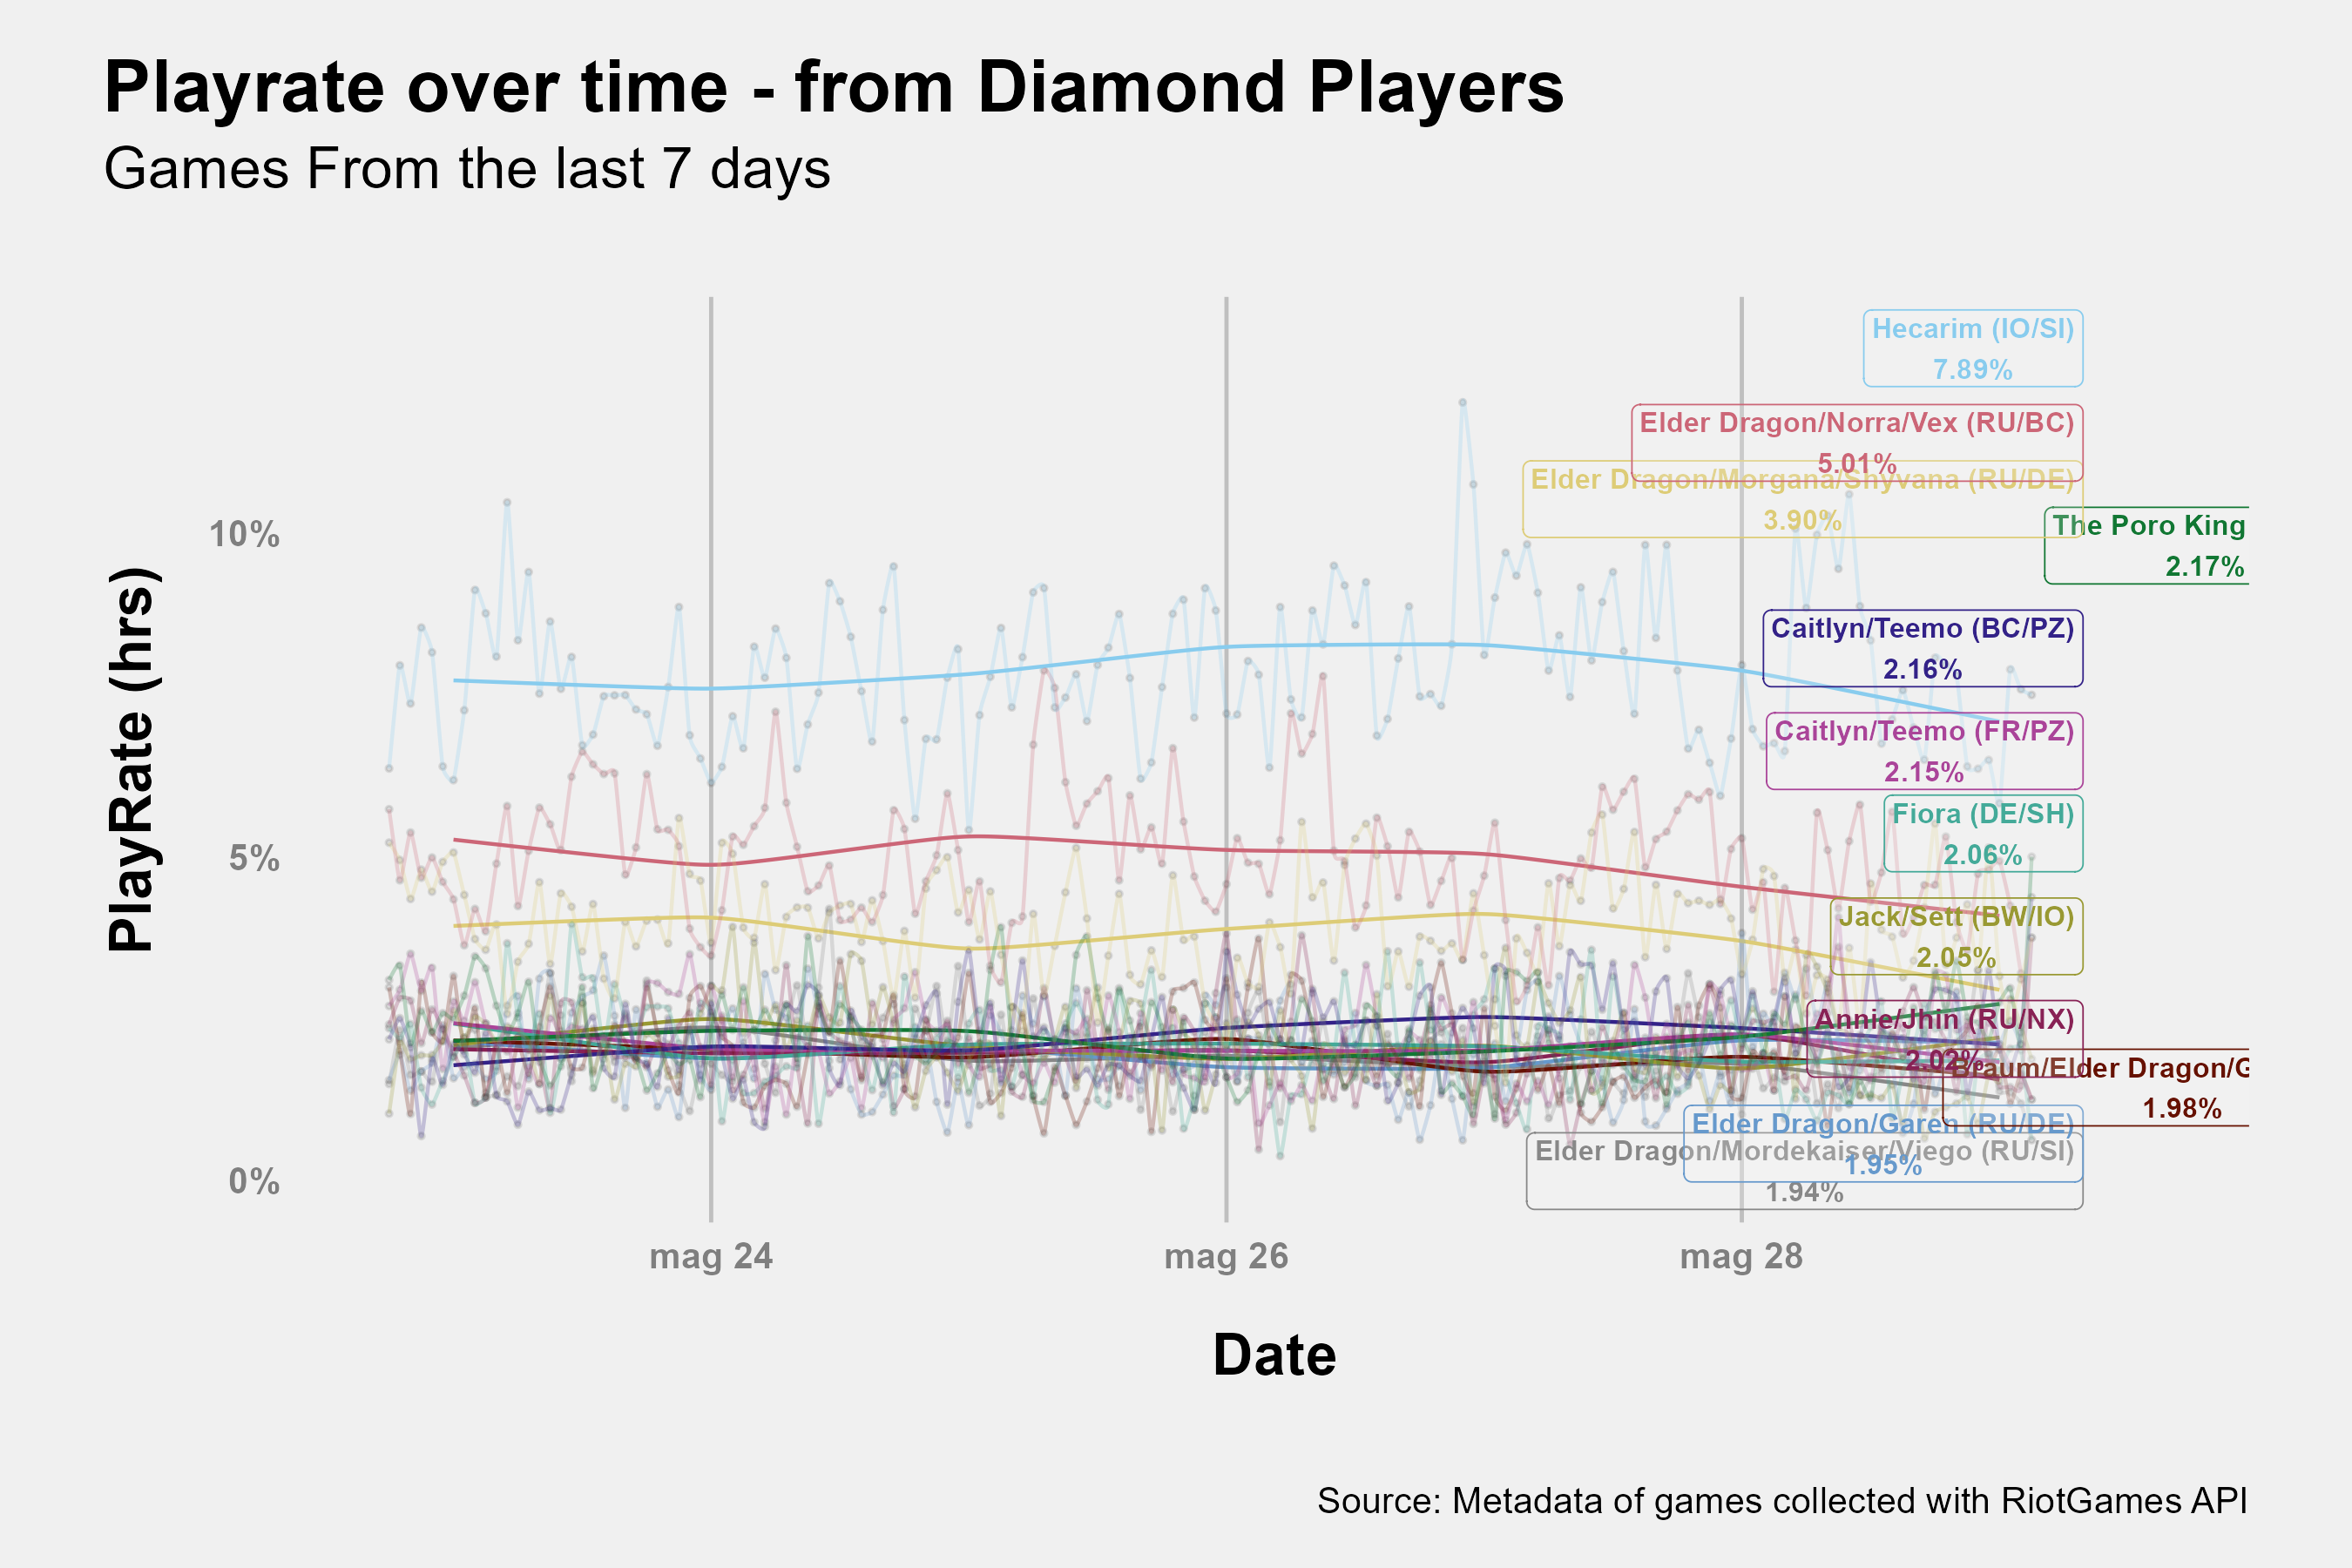 Playrate over time - from Diamond Players
Games From the last 7 days
PlayRate (hrs)
10%
5%
0%
Hecarim (IO/SI)
7.89%
Elder Dragon/Norra/Vex (RU/BC)
5.01%
Elder Dragon/Morgana/Shyvana (RU/DE)
3.90%
The Poro King
2.17%
Caitlyn/Teemo (BC/PZ)
2.16%
Caitlyn/Teemo (FR/PZ)
2.15%
Fiora (DE/SH)
2.06%
Jack/Sett (BW/IO)
2.05%
Annie/Jhin (RU/NX)
2.02%
Braum/Elder Dragon/G
1.98%
Elder Dragon/Garen (RU/DE)
1.95%
Elder Dragon/Mordekaiser/Viego (RU/SI)
1.94%
mag 24
mag 26
mag 28
Date
Source: Metadata of games collected with RiotGames API